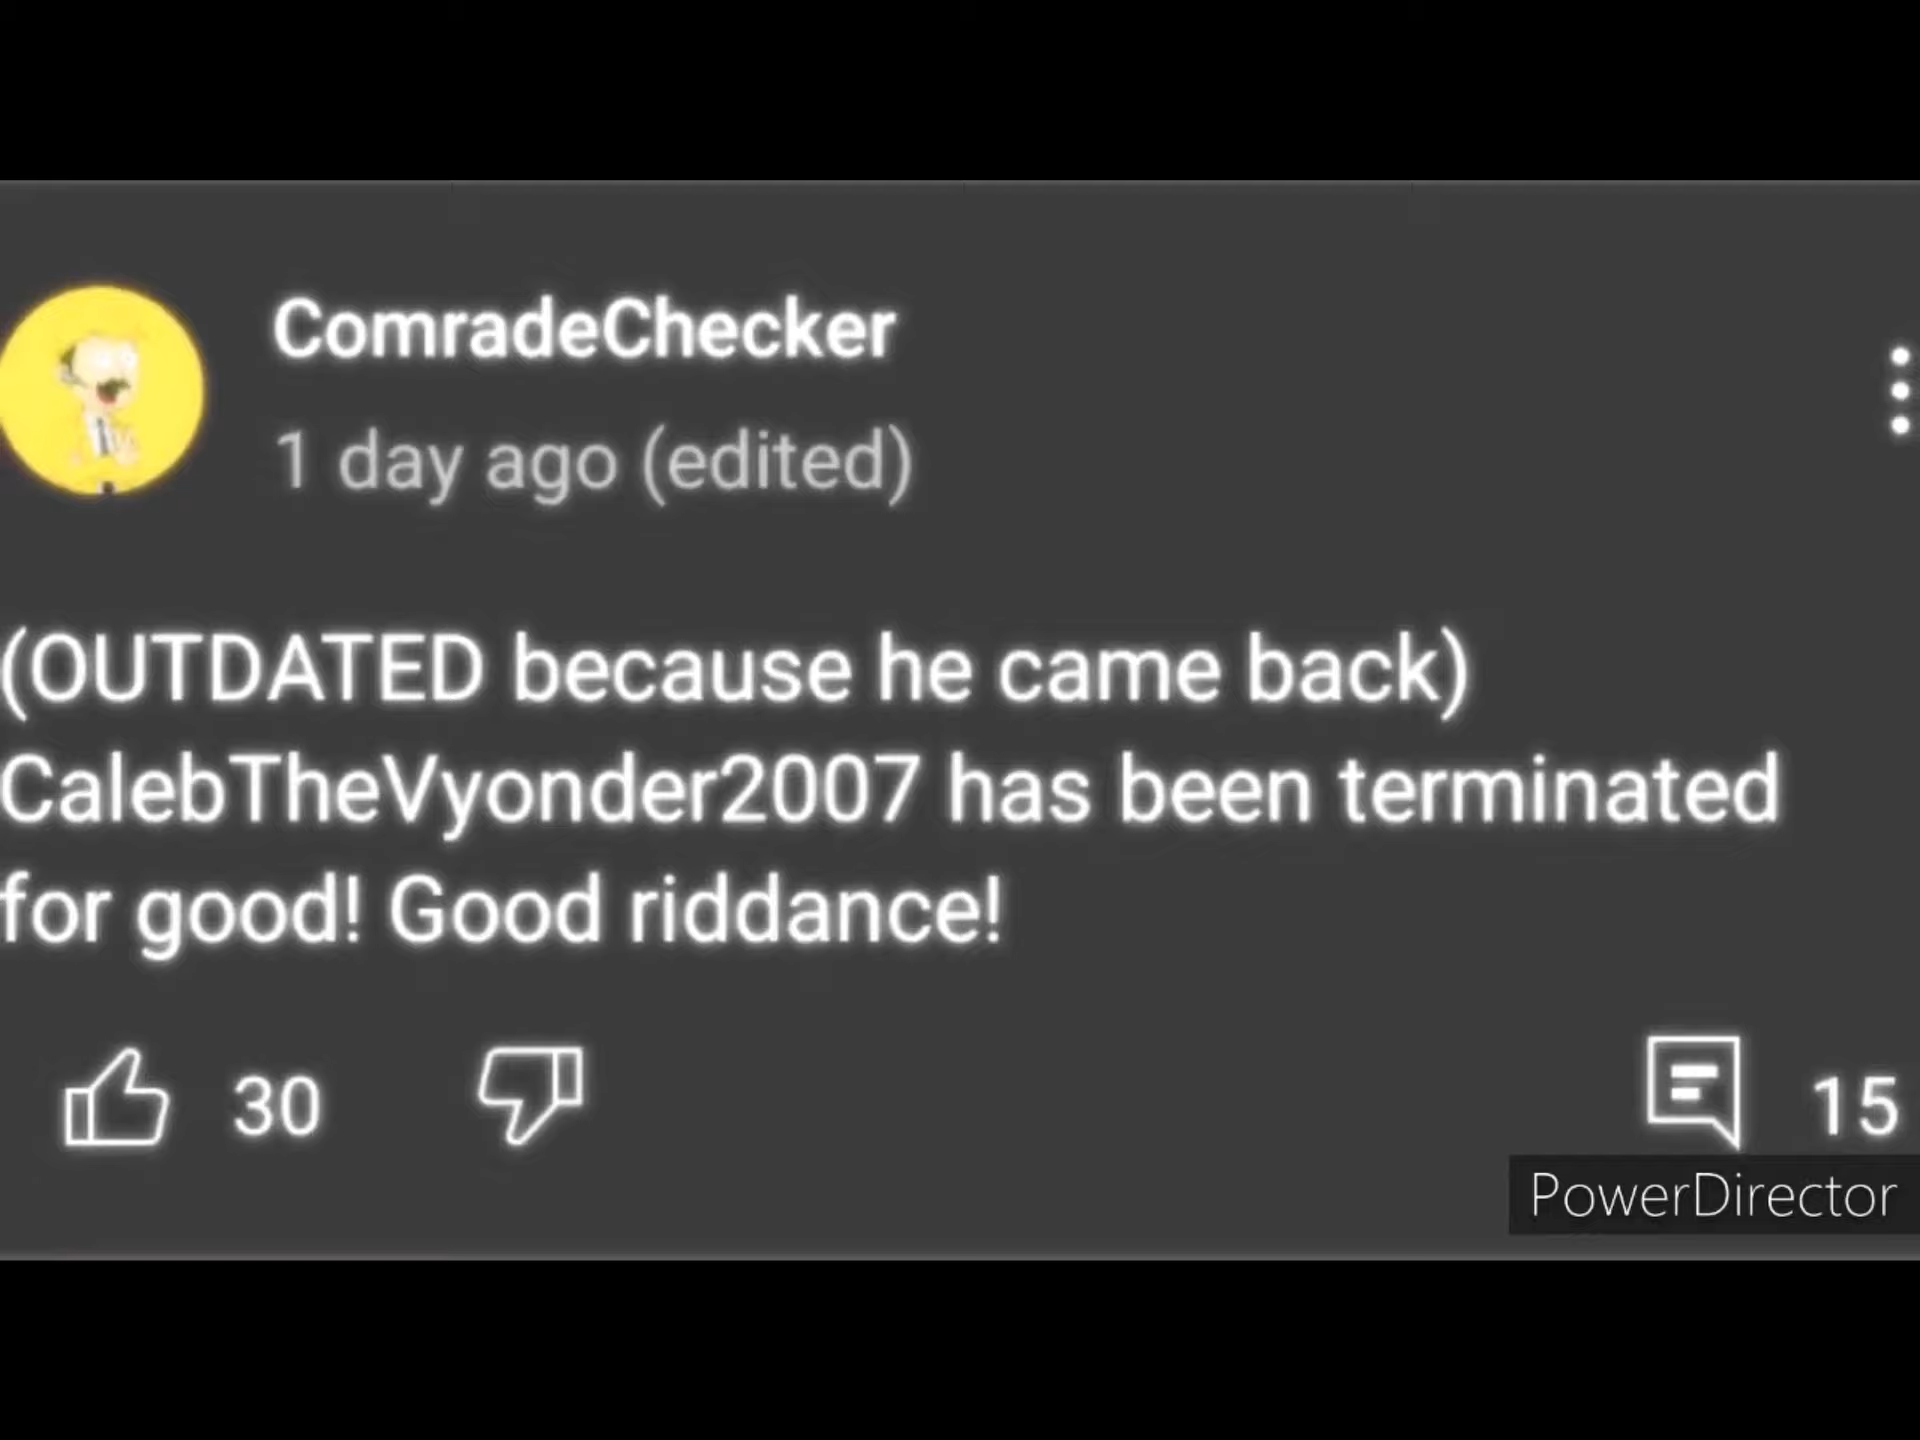 ComradeChecker
1 day ago (edited)
(OUTDATED because he came back)
CalebTheVyonder2007 has been terminated
for good! Good riddance!
30
15
PowerDirector